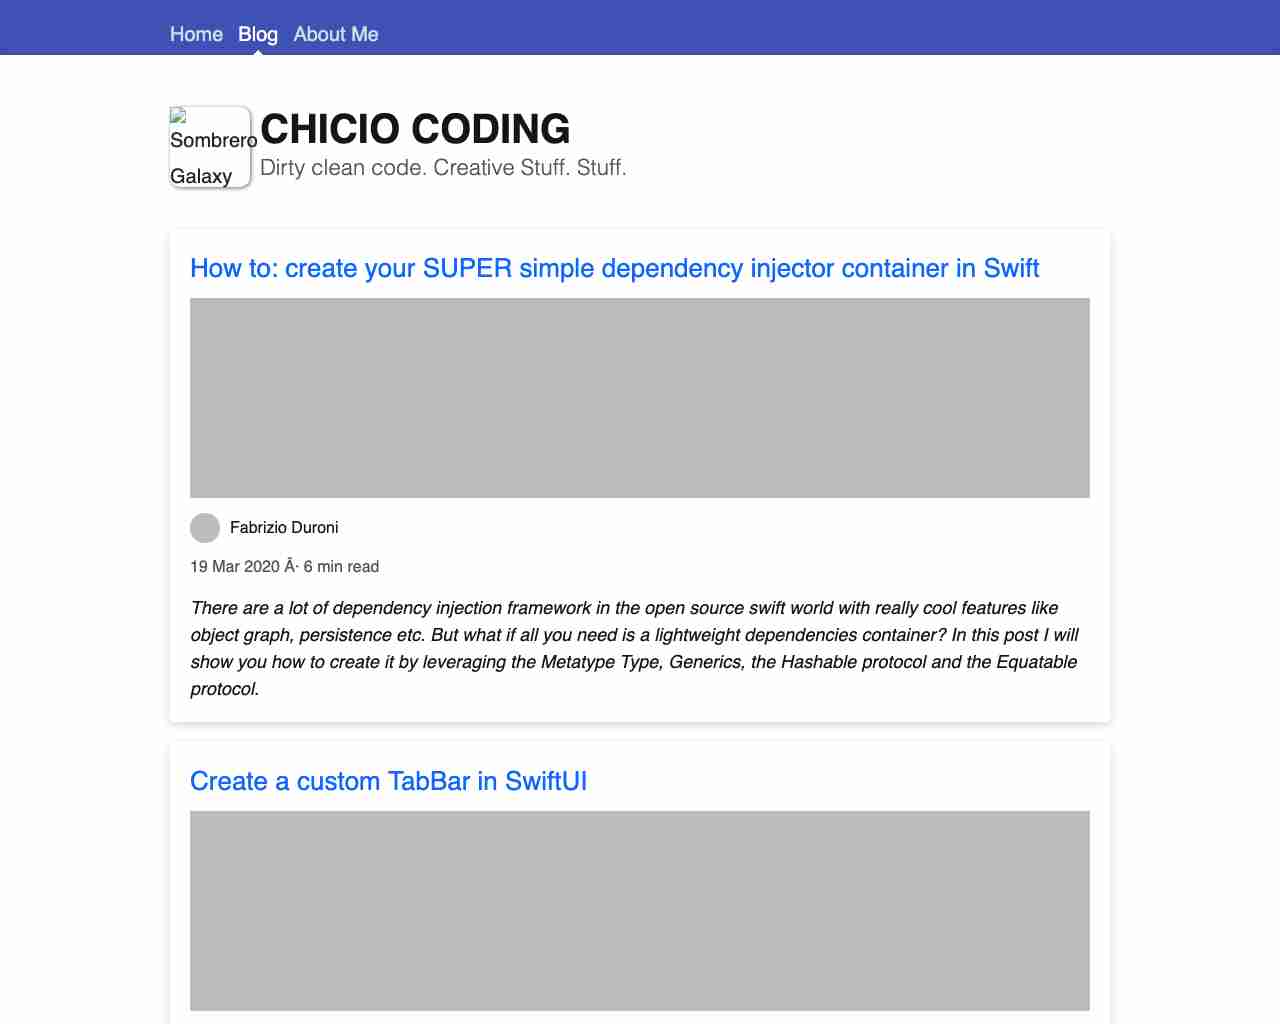 Home Blog About Me
Sombrero
Galaxy
CHICIO CODING
Dirty clean code. Creative Stuff. Stuff.
How to: create your SUPER simple dependency injector container in Swift
Fabrizio Duroni
19 Mar 2020 Â· 6 min read
There are a lot of dependency injection framework in the open source swift world with really cool features like
object graph, persistence etc. But what if all you need is a lightweight dependencies container? In this post I will
show you how to create it by leveraging the Metatype Type, Generics, the Hashable protocol and the Equatable
protocol.
Create a custom TabBar in SwiftUI